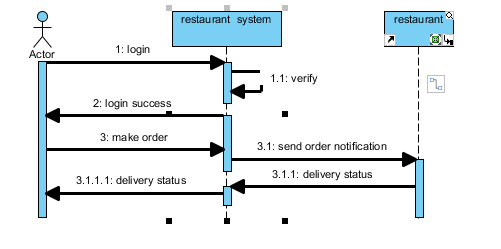 restaurant system
restaurant
Actor
1: login
1.1: verify
2: login success
3: make order
3.1: send order notification
3.1.1: delivery status
3.1.1.1: delivery status